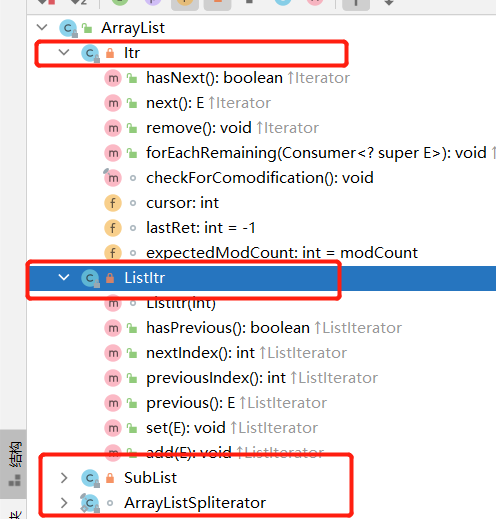 ArrayList
Itr
hasNext(): boolean ↑Iterator
next(): E ↑Iterator
remove(): void ↑Iterator
forEachRemaining(Consumer<? super E>): void ↑
checkForComodification(): void
cursor: int
lastRet: int = -1
expectedModCount: int = modCount
ListItr
ListItr(int)
hasPrevious(): boolean ↑ListIterator
nextIndex(): int ↑ListIterator
previousIndex(): int ↑ListIterator
previous(): E ↑ListIterator
set(E): void ↑ListIterator
add(E): void ↑ListIterator
SubList
ArrayListSpliterator
结构